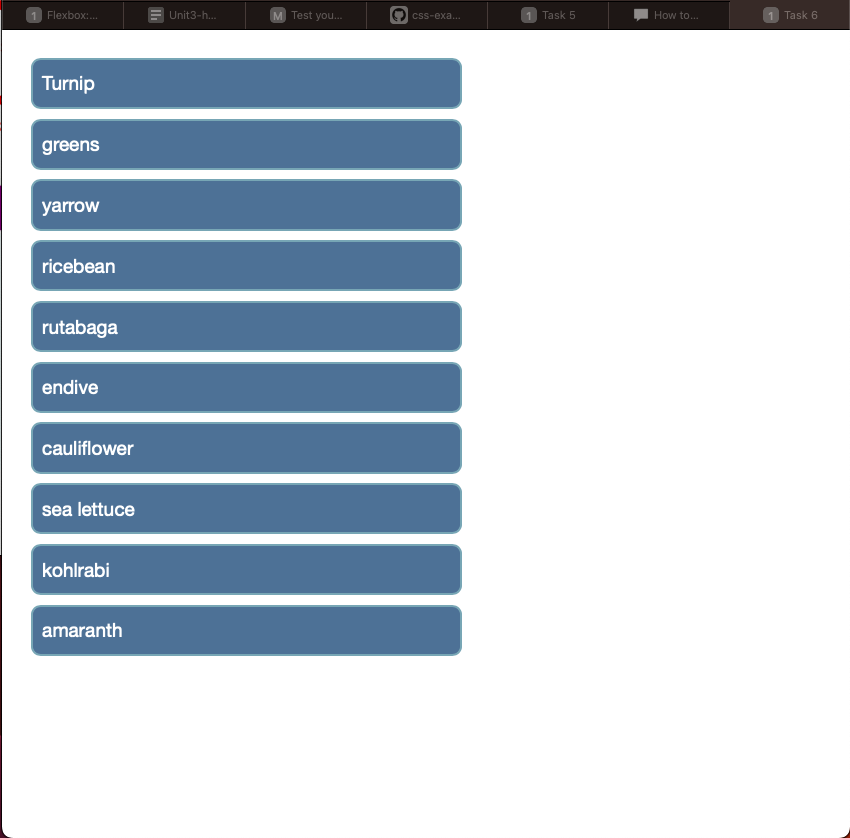 1 Flexbox:...
Unit3-h...
M Test you...
css-exa...
1 Task 5
How to...
1 Task 6
Turnip
greens
yarrow
ricebean
rutabaga
endive
cauliflower
sea lettuce
kohlrabi
amaranth